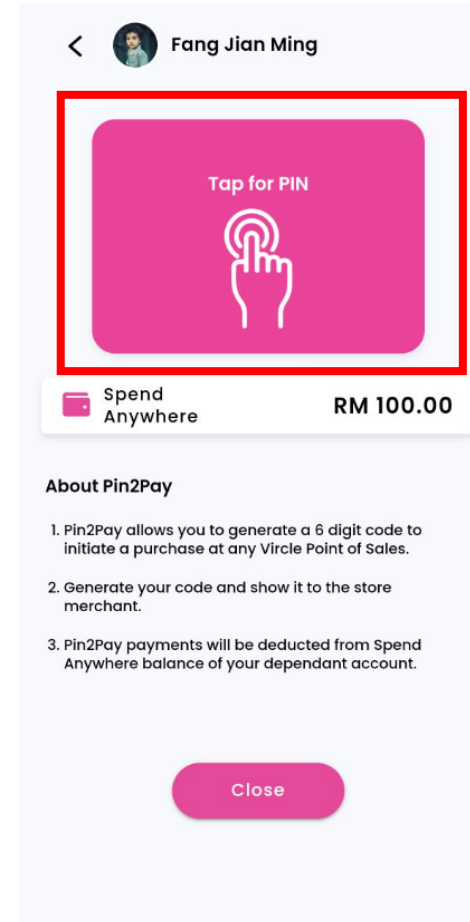 Fang Jian Ming
Tap for PIN
Spend
Anywhere
RM 100.00
About Pin2Pay
1. Pin2Pay allows you to generate a 6 digit code to
initiate a purchase at any Vircle Point of Sales.
2. Generate your code and show it to the store
merchant.
3. Pin2Pay payments will be deducted from Spend
Anywhere balance of your dependant account.
Close